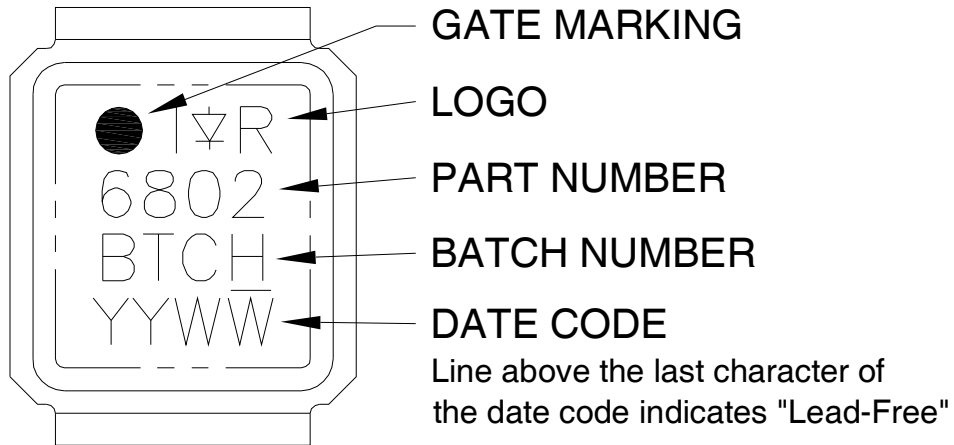 GATE MARKING
I R
LOGO
6802
PART NUMBER
BTCH
BATCH NUMBER
YYWW
DATE CODE
Line above the last character of
the date code indicates "Lead-Free"